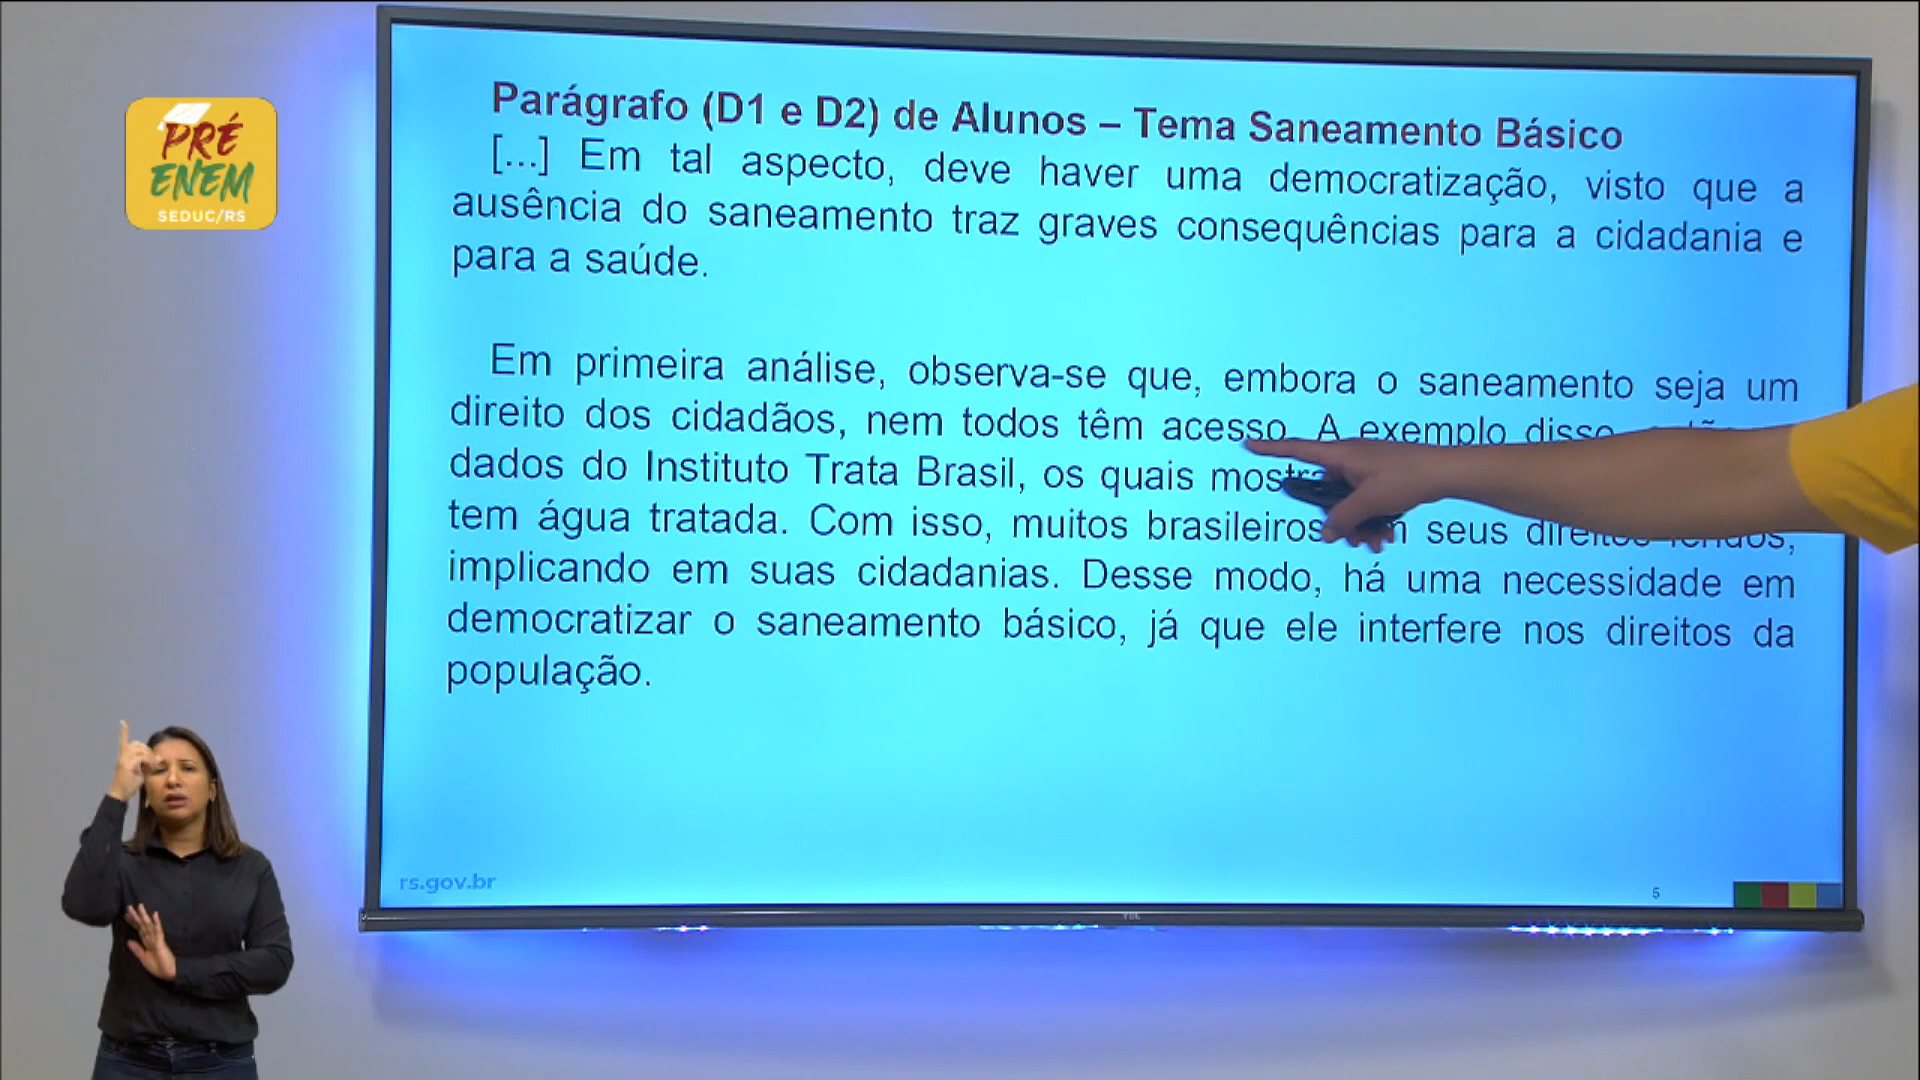 PRÉ
ENEM
SEDUC/RS
Parágrafo (D1 e D2) de Alunos – Tema Saneamento Básico
[...] Em tal aspecto, deve haver uma democratização, visto que a
ausência do saneamento traz graves consequências para a cidadania e
para a saúde.
Em primeira análise, observa-se que, embora o saneamento seja um
direito dos cidadãos, nem todos têm acesso. A exemplo disso
dados do Instituto Trata Brasil, os quais
tem água tratada. Com isso, muitos brasileiros seus direitos
implicando em suas cidadanias. Desse modo, há uma necessidade em
democratizar o saneamento básico, já que ele interfere nos direitos da
população.
rs.gov.br
5
TCL